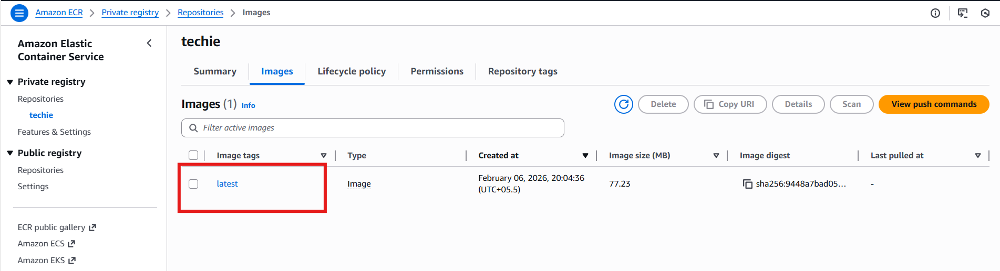 Amazon ECR > Private registry > Repositories > Images
Amazon Elastic
Container Service
Private registry
Repositories
techie
Features & Settings
Public registry
Repositories
Settings
ECR public gallery
Amazon ECS
Amazon EKS
techie
Summary Images Lifecycle policy Permissions Repository tags
Images (1) Info Delete Copy URI Details Scan View push commands
Filter active images
Image tags Type Created at Image size (MB) Image digest Last pulled at
latest Image February 06, 2026, 20:04:36 77.23 sha256:9448a7bad05... -
(UTC+05.5)